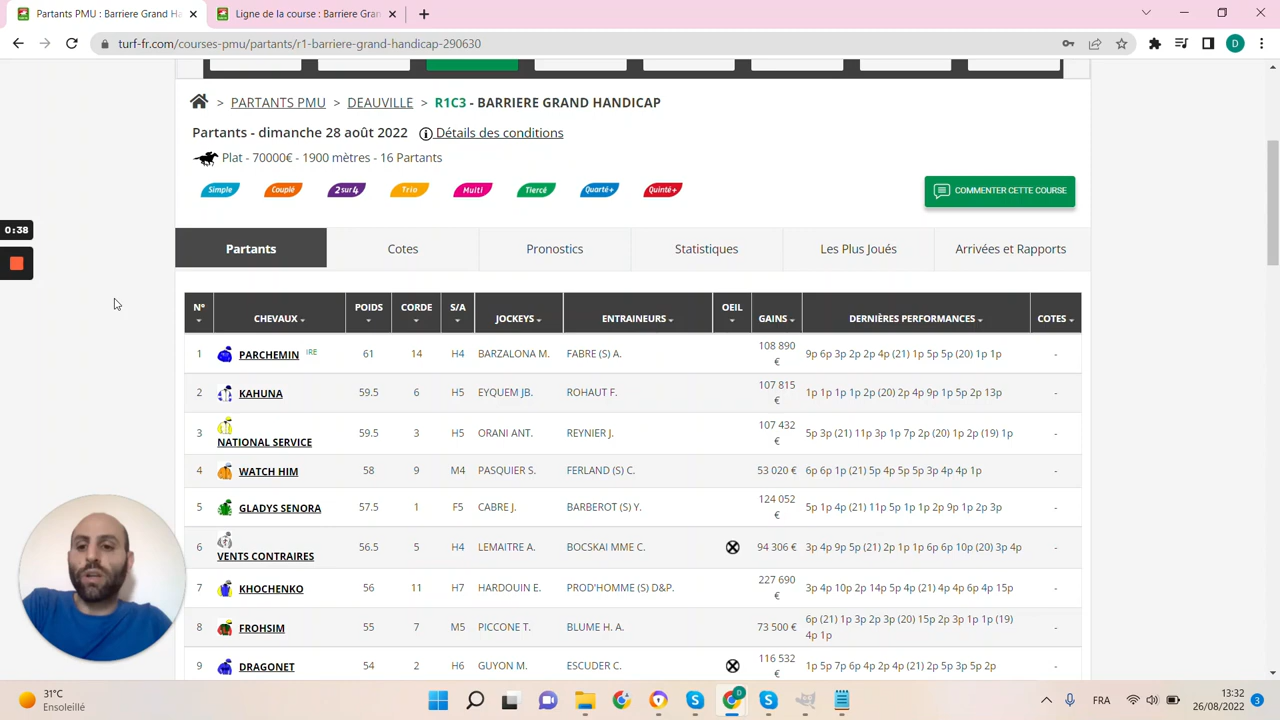 Partants PMU : Barriere Grand Ha
Ligne de la course : Barriere Gran
turf-fr.com/courses-pmu/partants/r1-barriere-grand-handicap-290630
D
PARTANTS PMU > DEAUVILLE > R1C3 - BARRIERE GRAND HANDICAP
Partants - dimanche 28 août 2022 Détails des conditions
Plat - 70000€ - 1900 mètres - 16 Partants
Simple Couplé 2sur4 Trio Multi Tiercé Quarté+ Quinté+
COMMENTER CETTE COURSE
0:38
Partants Cotes Pronostics Statistiques Les Plus Joués Arrivées et Rapports
N° CHEVAUX POIDS CORDE S/A JOCKEYS ENTRAINEURS OEIL GAINS DERNIÈRES PERFORMANCES COTES
1 PARCHEMIN IRE 61 14 H4 BARZALONA M. FABRE (S) A. 108 890 € 9p 6p 3p 2p 2p 4p (21) 1p 5p 5p (20) 1p 1p -
2 KAHUNA 59.5 6 H5 EYQUEM JB. ROHAUT F. 107 815 € 1p 1p 1p 1p 2p (20) 2p 4p 9p 1p 5p 2p 13p -
3 NATIONAL SERVICE 59.5 3 H5 ORANI ANT. REYNIER J. 107 432 € 5p 3p (21) 11p 3p 1p 7p 2p (20) 1p 2p (19) 1p -
4 WATCH HIM 58 9 M4 PASQUIER S. FERLAND (S) C. 53 020 € 6p 6p 1p (21) 5p 4p 5p 5p 3p 4p 4p 1p -
5 GLADYS SENORA 57.5 1 F5 CABRE J. BARBEROT (S) Y. 124 052 € 5p 1p 4p (21) 11p 5p 1p 1p 2p 9p 1p 2p 3p -
6 VENTS CONTRAIRES 56.5 5 H4 LEMAITRE A. BOCSKAI MME C. 94 306 € 3p 4p 9p 5p (21) 2p 1p 1p 6p 6p 10p (20) 3p 4p -
7 KHOCHENKO 56 11 H7 HARDOUIN E. PROD'HOMME (S) D&P. 227 690 € 3p 4p 10p 2p 14p 5p 4p (21) 4p 4p 6p 4p 15p -
8 FROHSIM 55 7 M5 PICCONE T. BLUME H. A. 73 500 € 6p (21) 1p 3p 2p 3p (20) 15p 2p 3p 1p 1p (19) 4p 1p -
9 DRAGONET 54 2 H6 GUYON M. ESCUDER C. 116 532 1p 5p 7p 6p 4p 2p 4p (21) 2p 5p 3p 5p 2p -
31°C
Ensoleillé
FRA
13:32
26/08/2022
3